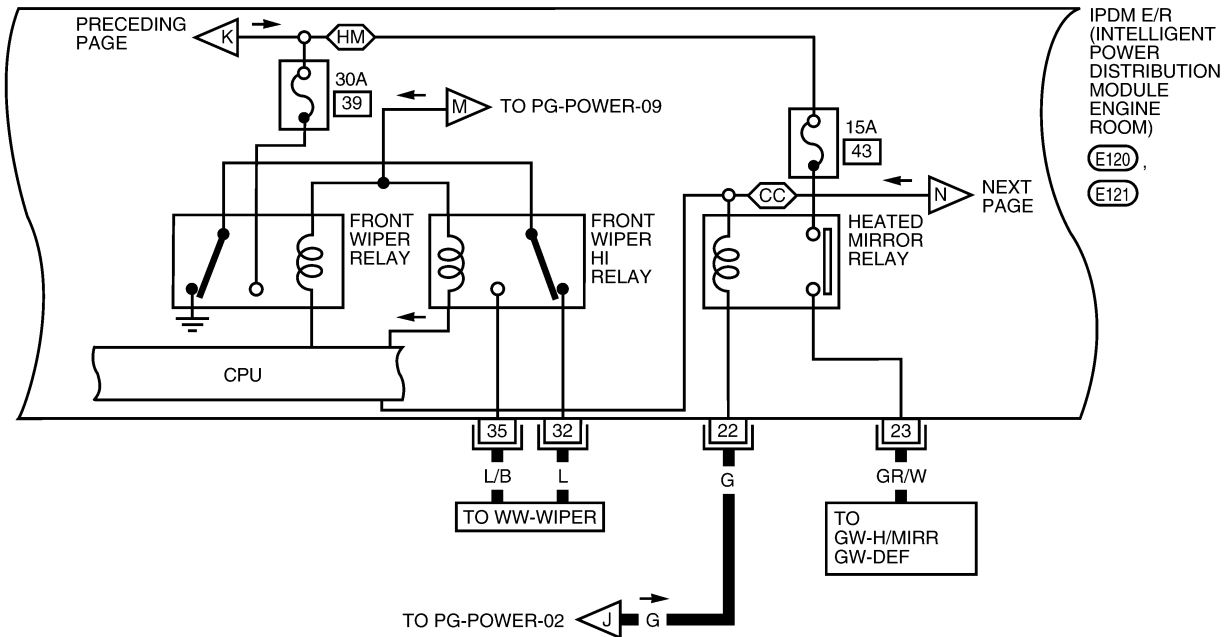 PRECEDING
PAGE
K
HM
30A
39
M
TO PG-POWER-09
15A
43
IPDM E/R
(INTELLIGENT
POWER
DISTRIBUTION
MODULE
ENGINE
ROOM)
E120 ,
E121
CC
N
NEXT
PAGE
FRONT
WIPER
RELAY
FRONT
WIPER
HI
RELAY
HEATED
MIRROR
RELAY
CPU
35
32
22
23
L/B
L
G
GR/W
TO WW-WIPER
TO
GW-H/MIRR
GW-DEF
TO PG-POWER-02
J
G